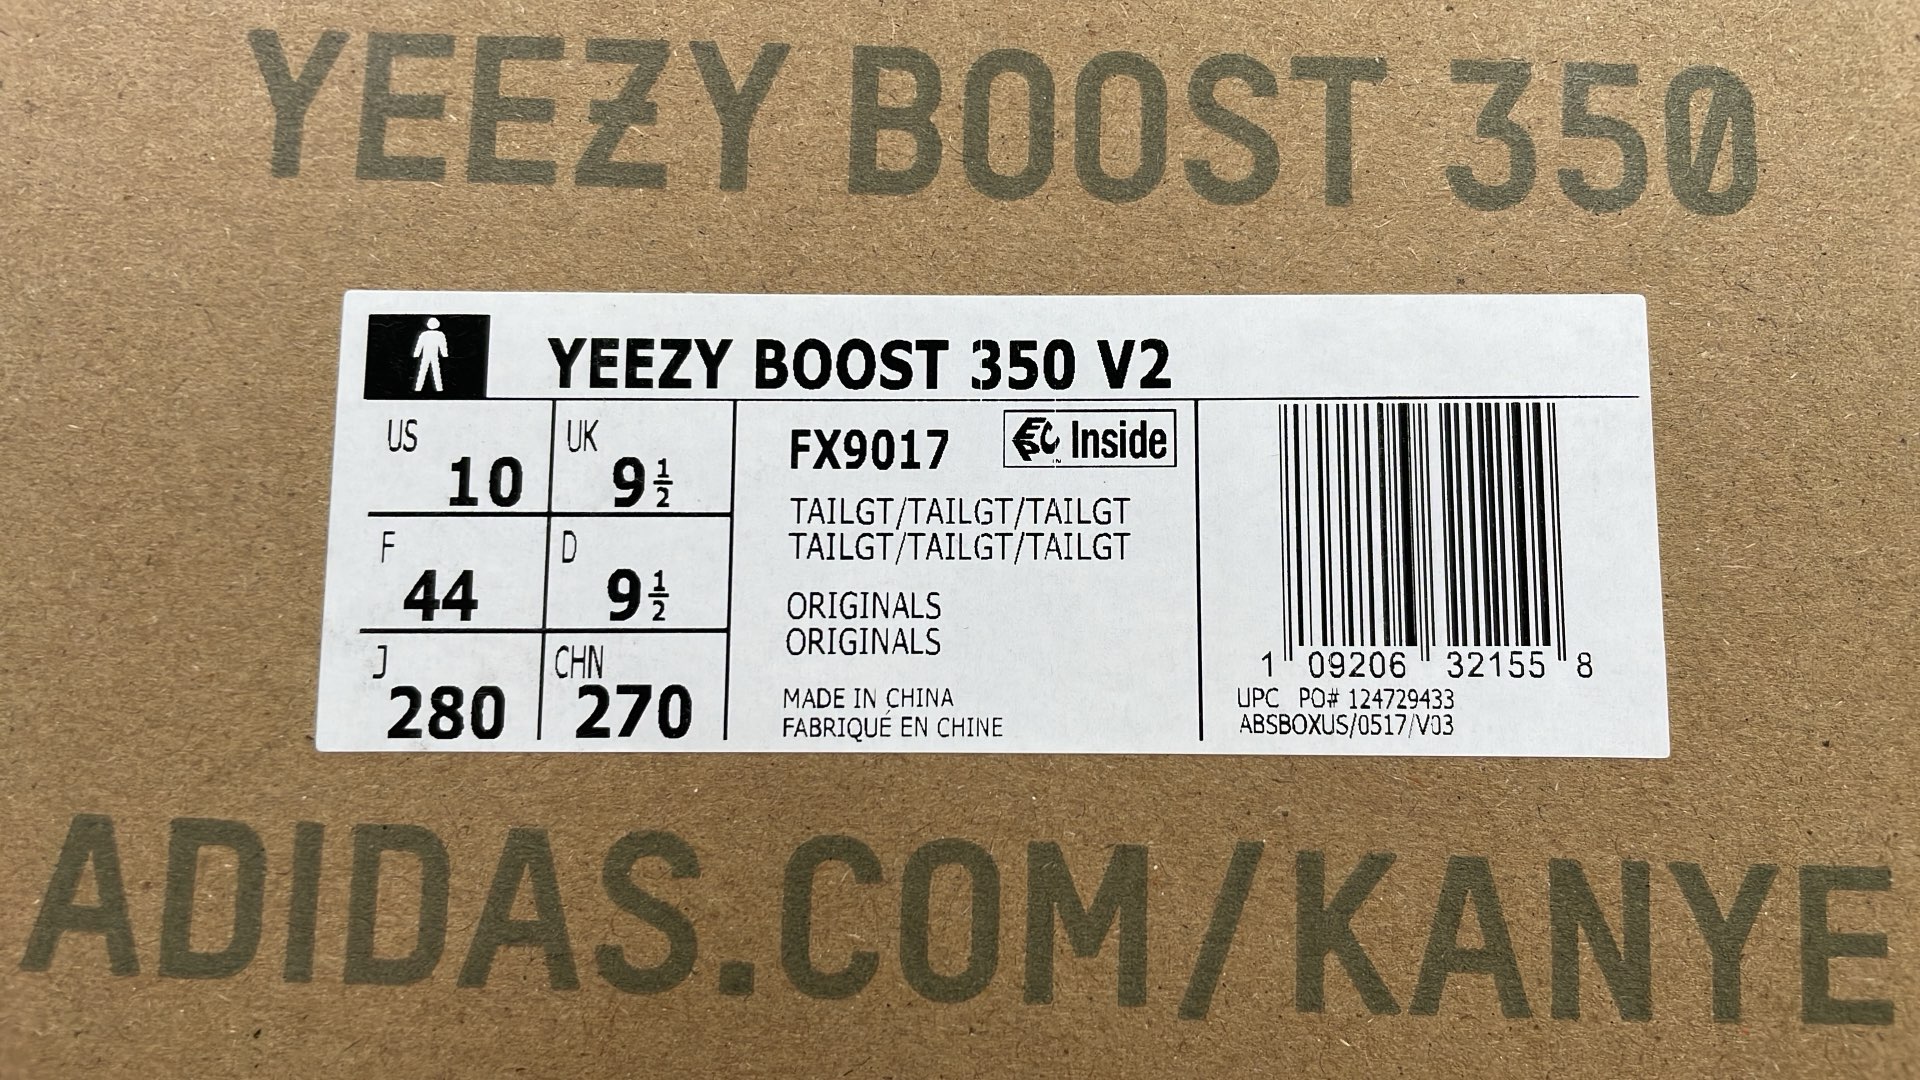 YEEZY BOOST 350
YEEZY BOOST 350 V2
US 10 UK 9 1/2
F 44 D 9 1/2
J 280 CHN 270
FX9017
EPC IN Inside
TAILGT/TAILGT/TAILGT
TAILGT/TAILGT/TAILGT
ORIGINALS
ORIGINALS
MADE IN CHINA
FABRIQUÉ EN CHINE
1 09206 32155 8
UPC PO# 124729433
ABSBOXUS/0517/V03
ADIDAS.COM/KANYE